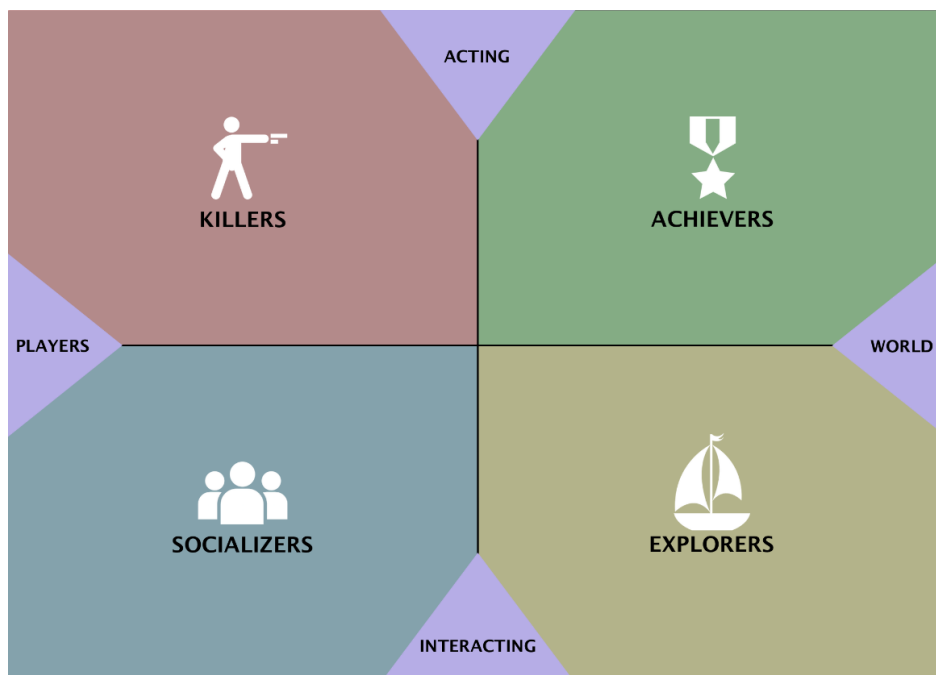 ACTING
KILLERS
ACHIEVERS
PLAYERS
WORLD
SOCIALIZERS
EXPLORERS
INTERACTING